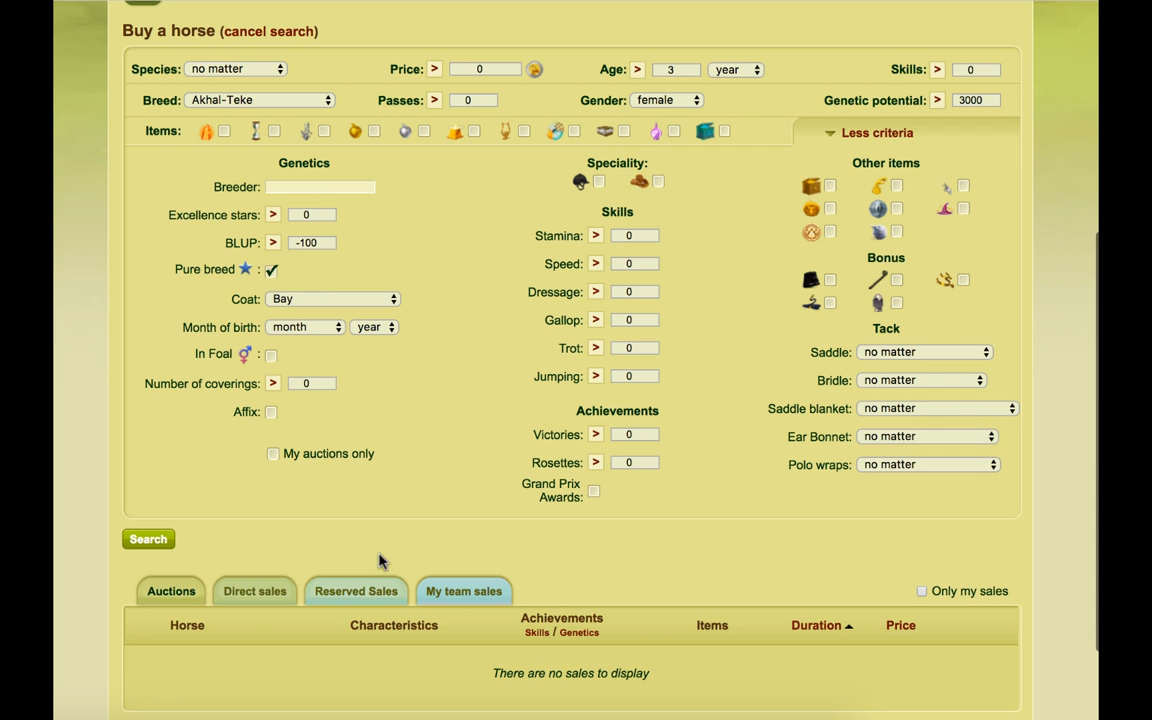 Buy a horse (cancel search)
Species: no matter Price: > 0 Age: > 3 year Skills: > 0
Breed: Akhal-Teke Passes: > 0 Gender: female Genetic potential: > 3000
Items: Less criteria
Genetics Speciality: Other items
Breeder:
Skills
Excellence stars: > 0
Stamina: > 0
BLUP: > -100
Speed: > 0 Bonus
Pure breed :
Dressage: > 0
Coat: Bay
Gallop: > 0
Month of birth: month year Tack
Trot: > 0 Saddle: no matter
In Foal :
Jumping: > 0 Bridle: no matter
Number of coverings: > 0
Affix: Achievements Saddle blanket: no matter
Victories: > 0 Ear Bonnet: no matter
My auctions only
Rosettes: > 0 Polo wraps: no matter
Grand Prix
Awards:
Search
Auctions Direct sales Reserved Sales My team sales Only my sales
Horse Characteristics Achievements Items Duration Price
Skills / Genetics
There are no sales to display